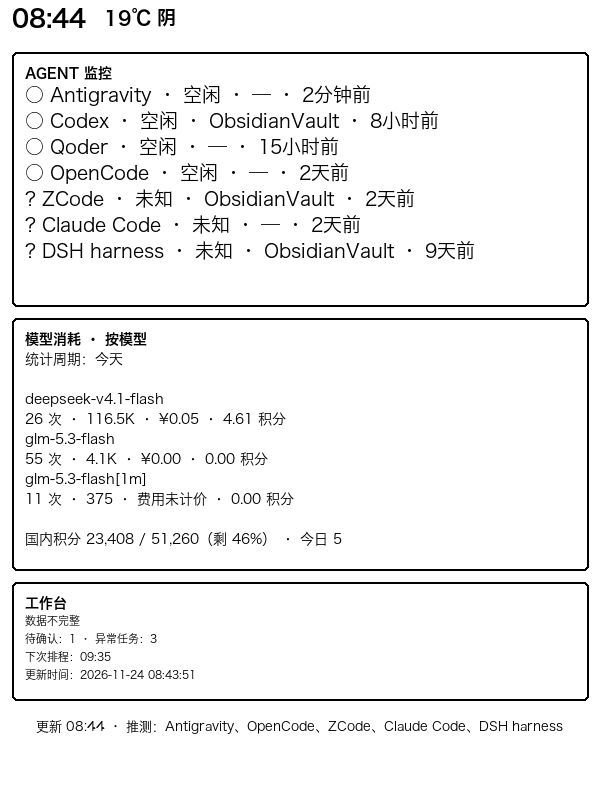 08:44 19℃ 阴
AGENT 监控
○ Antigravity · 空闲 · — · 2分钟前
○ Codex · 空闲 · ObsidianVault · 8小时前
○ Qoder · 空闲 · — · 15小时前
○ OpenCode · 空闲 · — · 2天前
? ZCode · 未知 · ObsidianVault · 2天前
? Claude Code · 未知 · — · 2天前
? DSH harness · 未知 · ObsidianVault · 9天前
模型消耗 · 按模型
统计周期：今天
deepseek-v4.1-flash
26 次 · 116.5K · ¥0.05 · 4.61 积分
glm-5.3-flash
55 次 · 4.1K · ¥0.00 · 0.00 积分
glm-5.3-flash[1m]
11 次 · 375 · 费用未计价 · 0.00 积分
国内积分 23,408 / 51,260（剩 46%） · 今日 5
工作台
数据不完整
待确认：1 · 异常任务：3
下次排程：09:35
更新时间：2026-11-24 08:43:51
更新 08:44 · 推测：Antigravity、OpenCode、ZCode、Claude Code、DSH harness